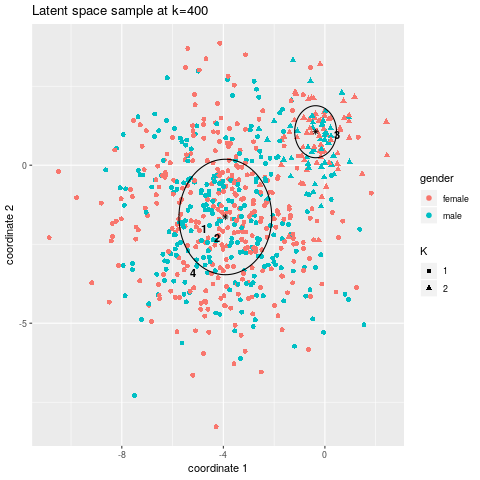 Latent space sample at k=400
coordinate 2
0
-5
-8
-4
0
coordinate 1
1
2
3
4
gender
female
male
K
1
2